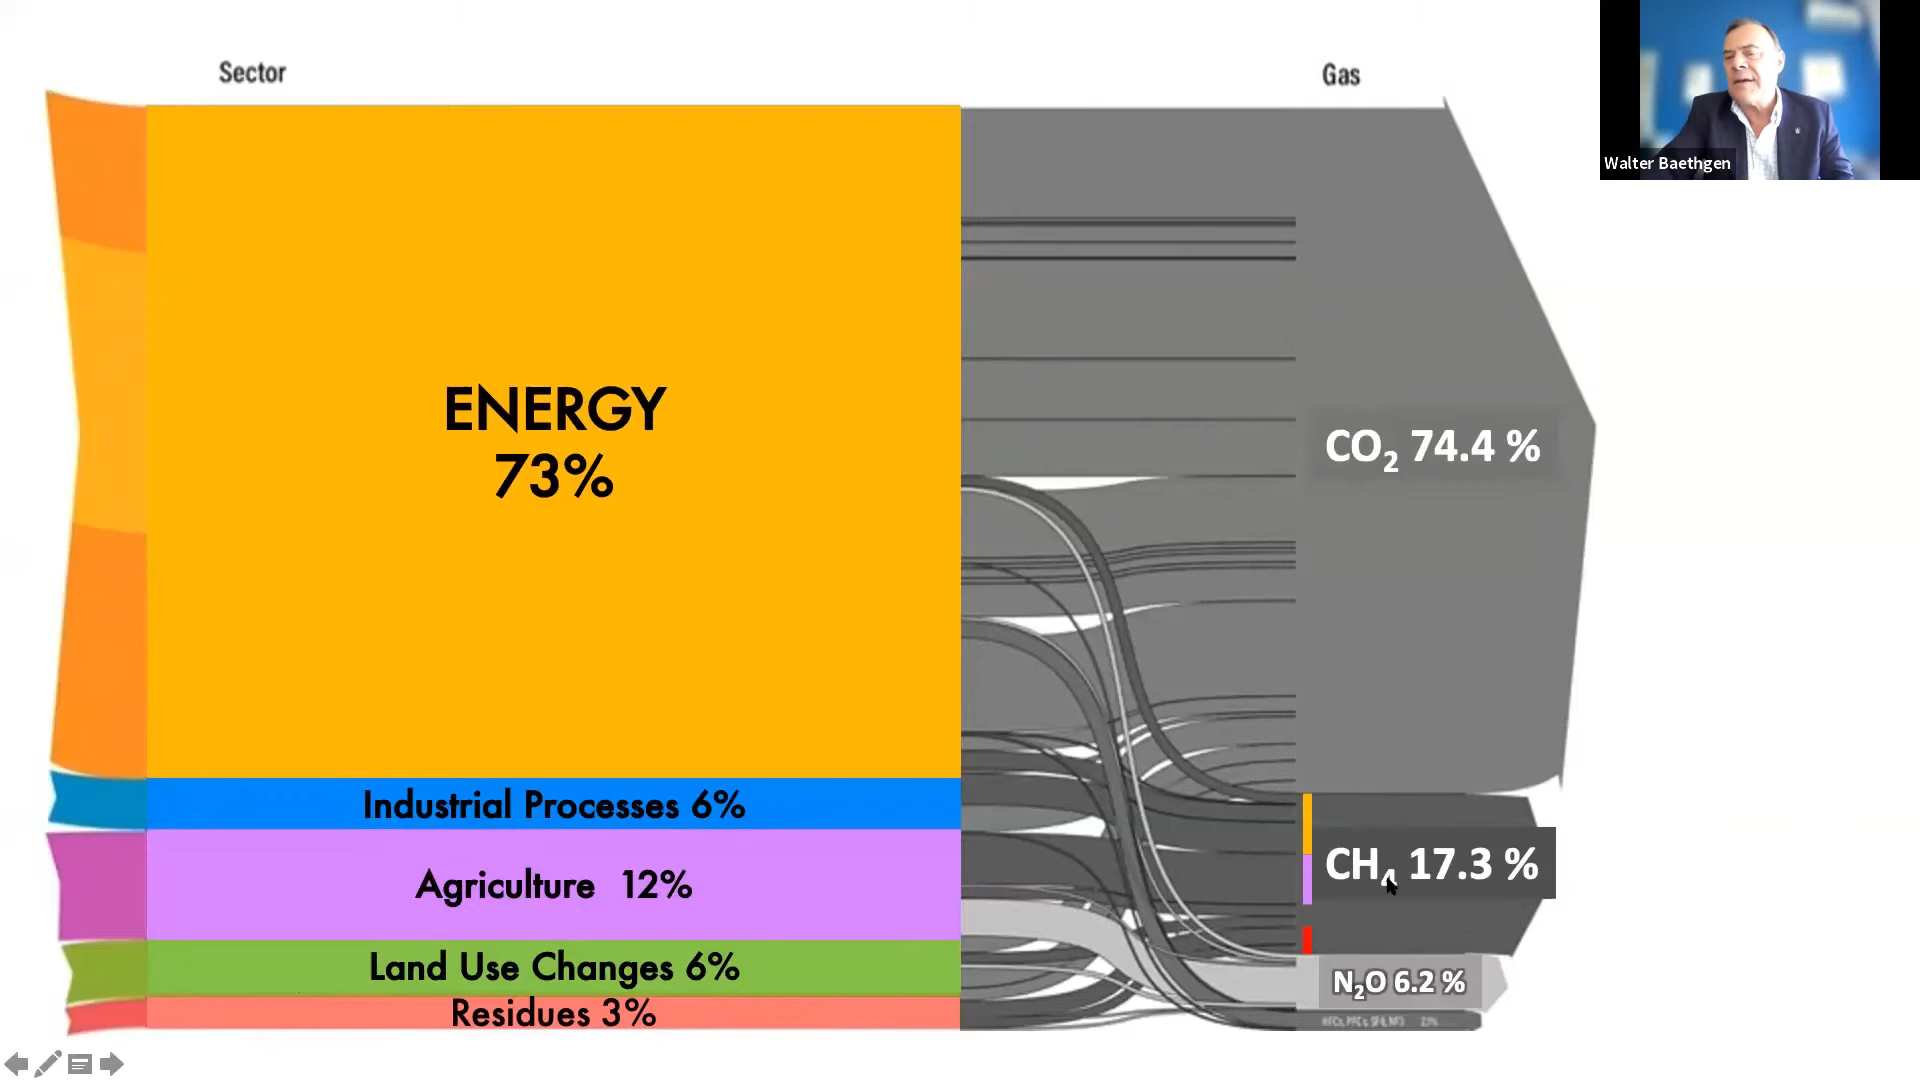 Sector
Gas
Walter Baethgen
ENERGY
73%
CO₂ 74.4 %
Industrial Processes 6%
CH₄ 17.3 %
Agriculture 12%
Land Use Changes 6%
N₂O 6.2 %
Residues 3%